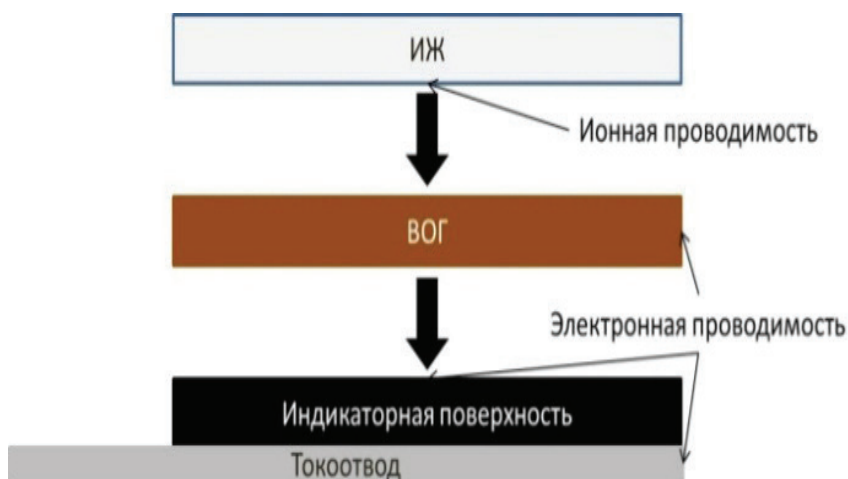 ИЖ
Ионная проводимость
ВОГ
Электронная проводимость
Индикаторная поверхность
Токоотвод